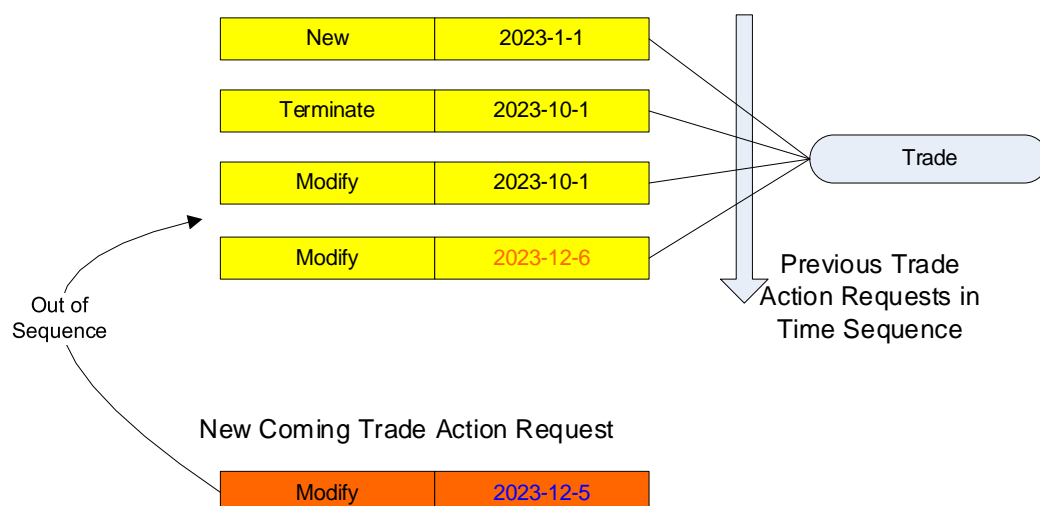 New 2023-1-1
Terminate 2023-10-1
Trade
Modify 2023-10-1
Modify 2023-12-6
Previous Trade
Action Requests in
Time Sequence
Out of
Sequence
New Coming Trade Action Request
Modify 2023-12-5